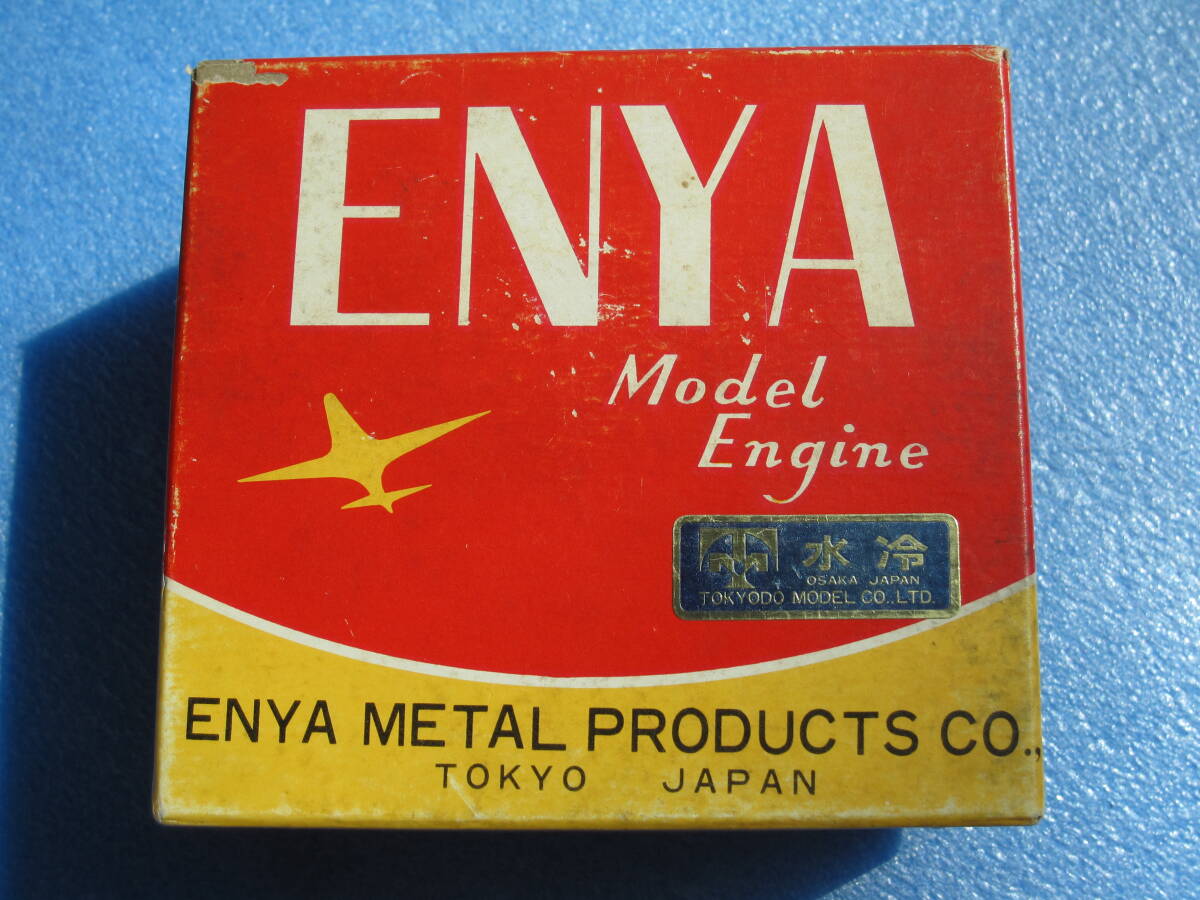 ENYA
Model
Engine
水冷
OSAKA JAPAN
TOKYODO MODEL CO., LTD.
ENYA METAL PRODUCTS CO.,
TOKYO JAPAN